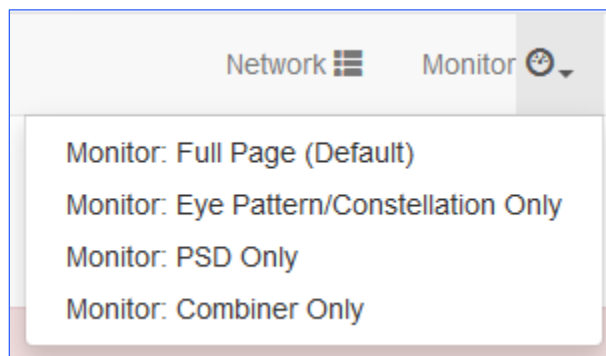 Network Monitor
Monitor: Full Page (Default)
Monitor: Eye Pattern/Constellation Only
Monitor: PSD Only
Monitor: Combiner Only